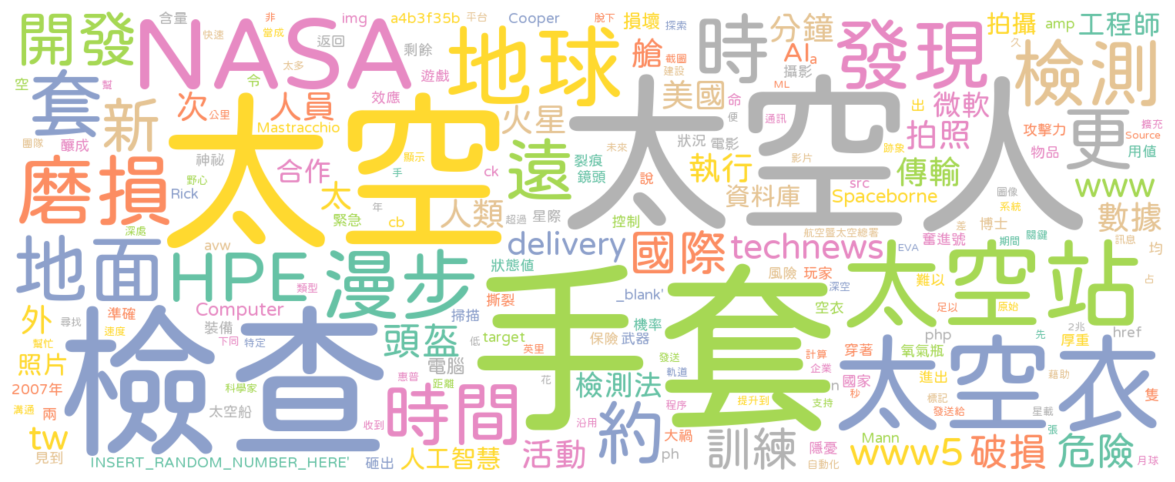 開發
NASA
太空
地球
時
太空人
發現
檢測
套
新
磨損
地面
HPE
漫步
檢查
手套
太空站
太空衣
時間
約
遠
更
國際
technews
delivery
www
www5
tw
破損
危險
訓練
活動
人工智慧
檢測法
頭盔
合作
人類
人員
次
火星
美國
艙
分鐘
AI。
拍攝
工程師
微軟
拍照
傳輸
執行
資料庫
Spaceborne
數據
外
照片
太
Computer
電腦
裝備
準確
2007年
兩
見到
太空船
INSERT_RANDOM_NUMBER_HERE'
砸出
掃描
狀態值
撕裂
_blank'
target
機率
武器
保險
風險
玩家
空衣
奮進號
博士
難以
php
href
厚重
2兆
穿著
氧氣瓶
國家
進出
標記
發送給
星載
隻
Mann
隱憂
自動化
大禍
ph
程序
沿用
提升到
支持
企業
計算
秒
軌道
發送
英里
低
花
惠普
距離
收到
科學家
特定
下同
速度
尋找
幫忙
溝通
類型
avw
深處
神祕
野心
Rick
Mastracchio
釀成
團隊
空
含量
非
當成
快速
令
返回
img
a4b3f35b
平台
脫下
太多
剩餘
遊戲
效應
Cooper
損壞
探索
截圖
建設
ML
攝影
命
便
通訊
amp
久
出
攻擊力
擴充
Source
物品
用值
跡象
狀況
電影
裂痕
鏡頭
說
未來
影片
src
圖像
系統
ck
緊急
cb
年
手
顯示
幫
公里
超過
星際
控制
航空暨太空總署
EVA
期間
關鍵
訊息
均
占
差
深空
足以
原始
先
藉助
張
月球